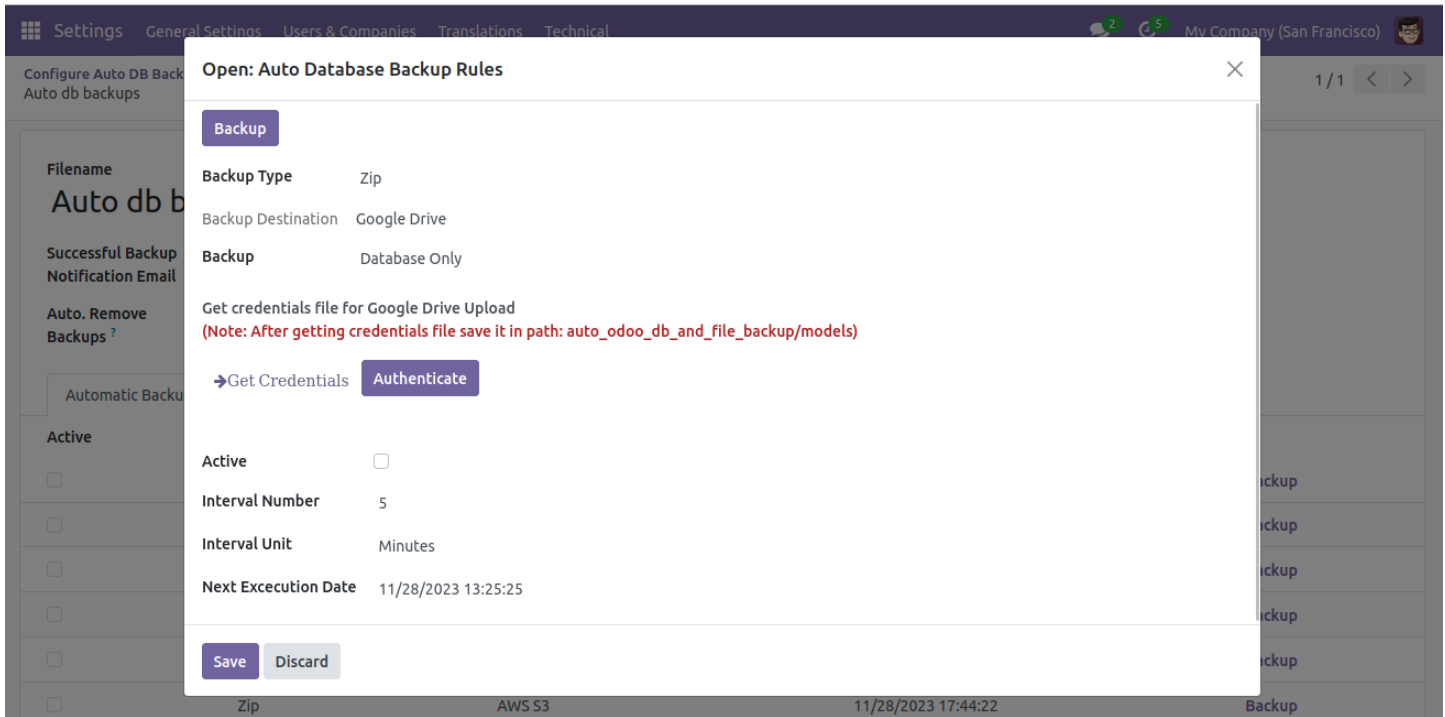 Settings General Settings Users & Companies Translations Technical 2 5 My Company (San Francisco)
Configure Auto DB Back
Auto db backups
1 / 1
Open: Auto Database Backup Rules
Backup
Backup Type Zip
Backup Destination Google Drive
Backup Database Only
Get credentials file for Google Drive Upload
(Note: After getting credentials file save it in path: auto_odoo_db_and_file_backup/models)
➔Get Credentials Authenticate
Active
Interval Number 5
Interval Unit Minutes
Next Excecution Date 11/28/2023 13:25:25
Save Discard
Filename
Auto db b
Successful Backup
Notification Email
Auto. Remove
Backups ?
Automatic Backu
Active
ackup
ackup
ackup
ackup
ackup
Zip AWS S3 11/28/2023 17:44:22 Backup